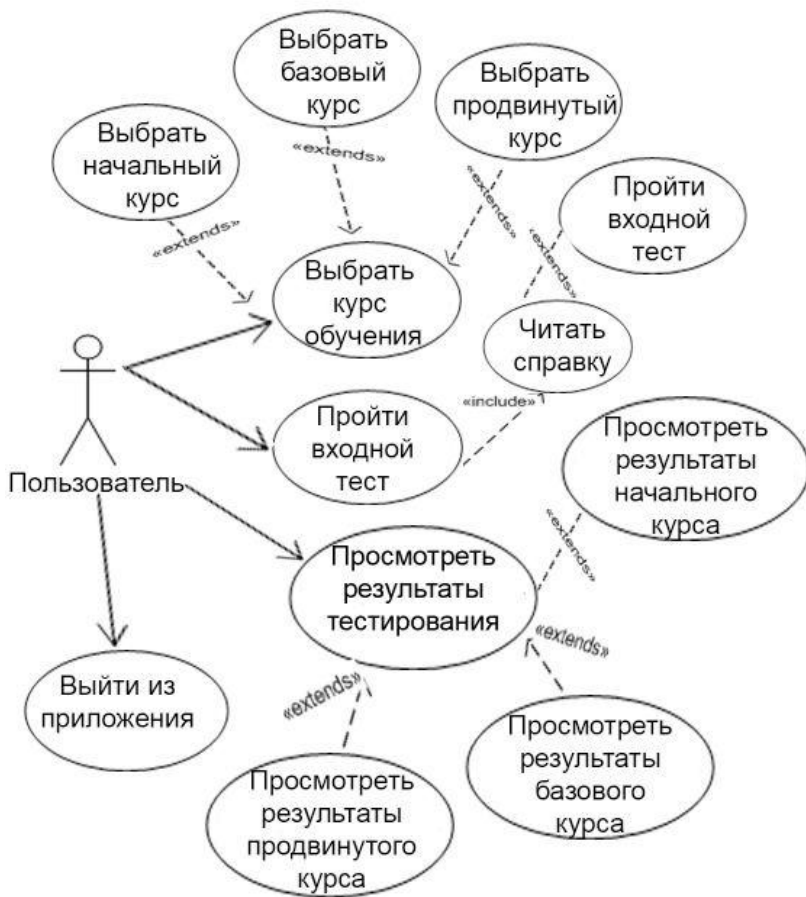 Выбрать
базовый
курс
Выбрать
продвинутый
курс
Выбрать
начальный
курс
«extends»
«extends»
«extends»
Пройти
входной
тест
«extends»
Выбрать
курс
обучения
Читать
справку
«include»
Пройти
входной
тест
Пользователь
Просмотреть
результаты
начального
курса
«extends»
Просмотреть
результаты
тестирования
«extends»
Выйти из
приложения
«extends»
Просмотреть
результаты
базового
курса
Просмотреть
результаты
продвинутого
курса